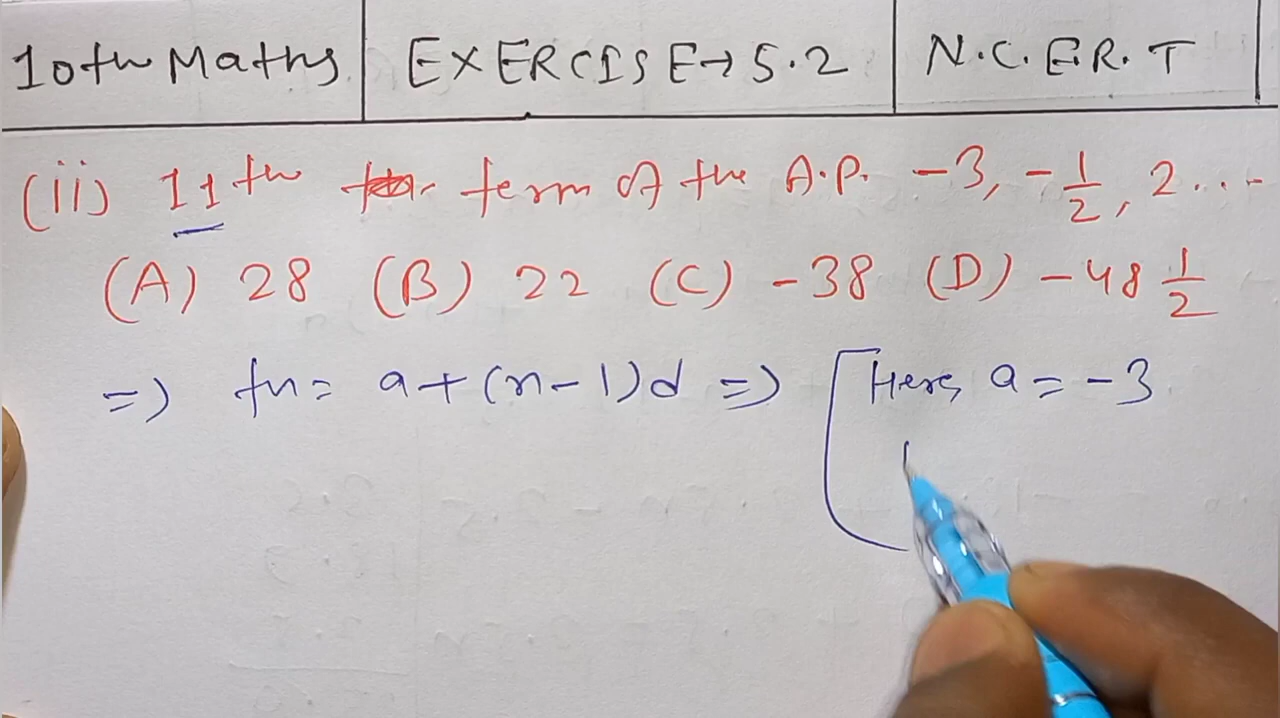 10th Maths EXERCISE→5.2 N.C.E.R.T
(ii) 11th term of the A.P. -3, -1/2, 2...
(A) 28 (B) 22 (C) -38 (D) -48 1/2
=> tn = a+(n-1)d => [Here, a = -3